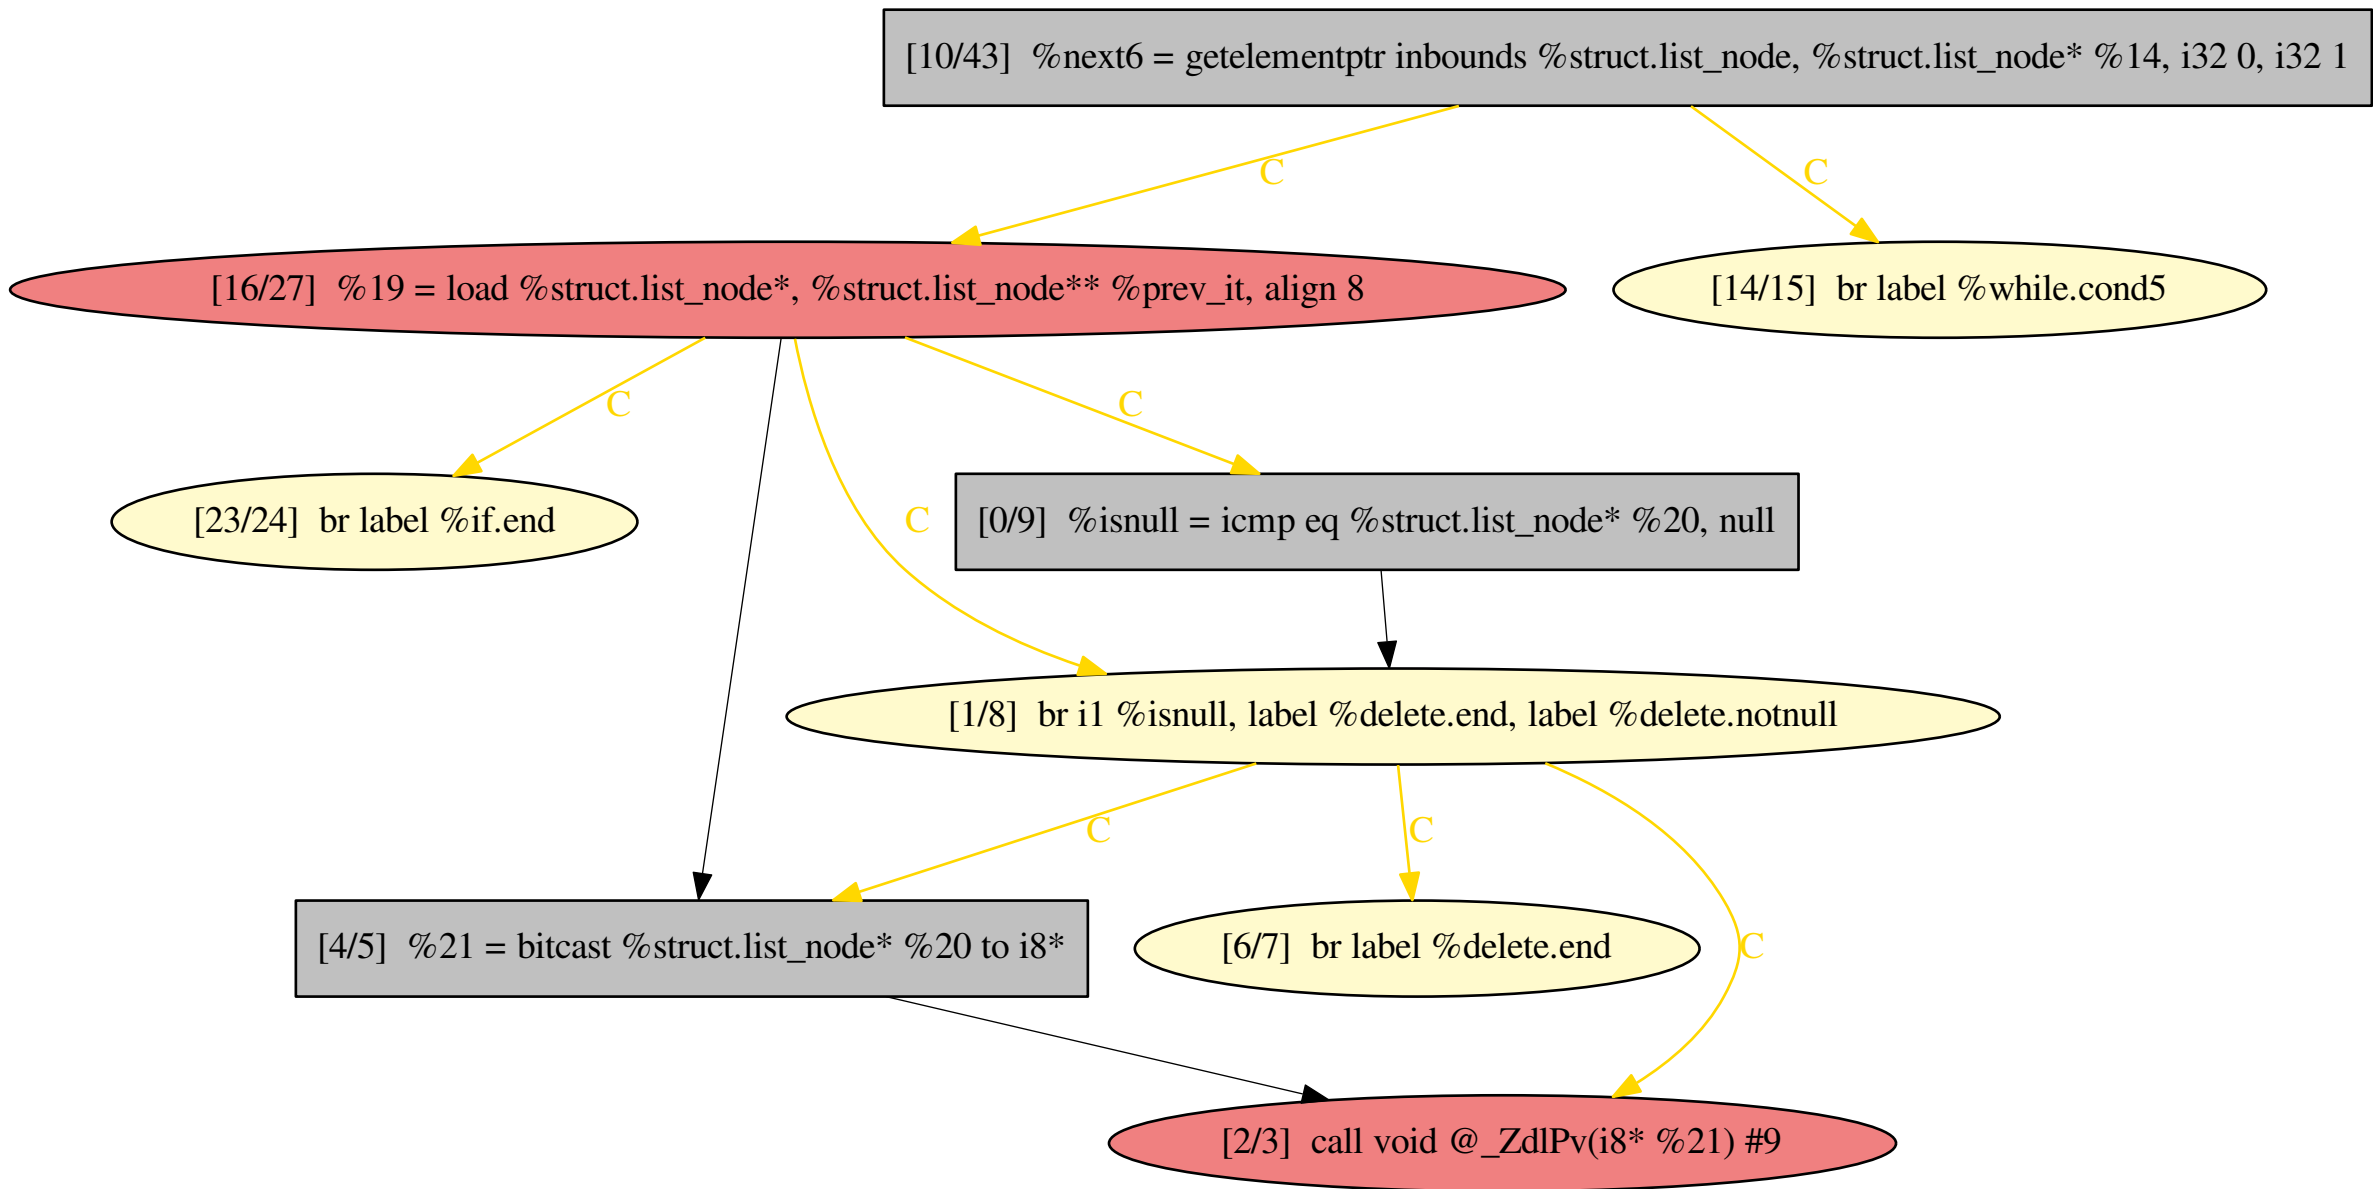 [10/43]  %next6 = getelementptr inbounds %struct.list_node, %struct.list_node* %14, i32 0, i32 1
C
C
[16/27]  %19 = load %struct.list_node*, %struct.list_node** %prev_it, align 8
[14/15]  br label %while.cond5
C
C
[23/24]  br label %if.end
C
[0/9]  %isnull = icmp eq %struct.list_node* %20, null
[1/8]  br i1 %isnull, label %delete.end, label %delete.notnull
C
C
[4/5]  %21 = bitcast %struct.list_node* %20 to i8*
[6/7]  br label %delete.end
C
[2/3]  call void @_ZdlPv(i8* %21) #9